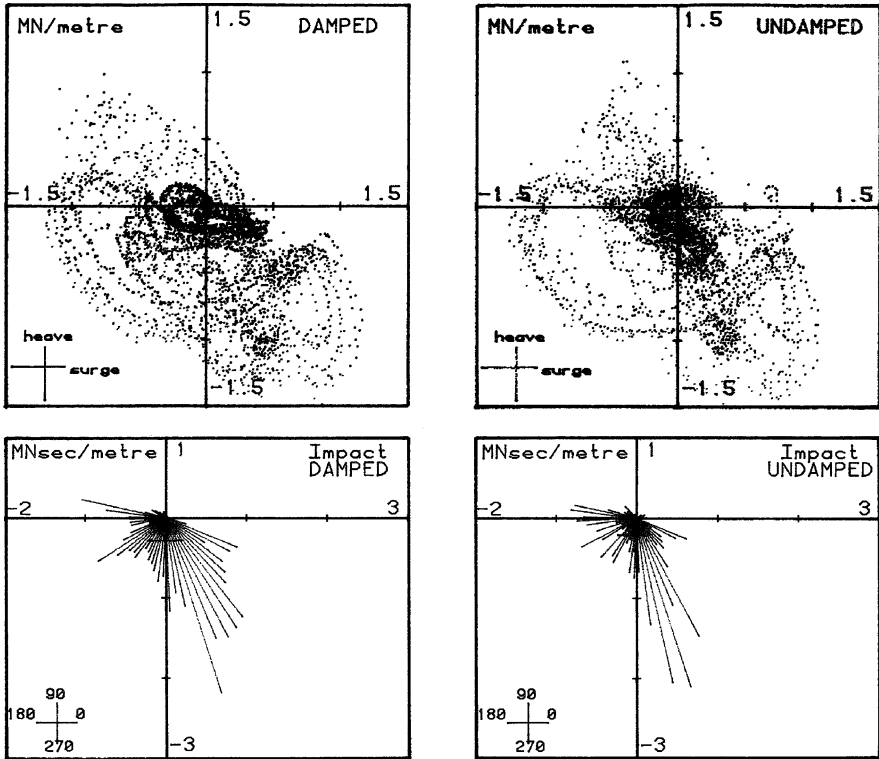 MN/metre
1.5
DAMPED
-1.5
1.5
heave
surge
-1.5
MN/metre
1.5
UNDAMPED
-1.5
1.5
heave
surge
-1.5
MNsec/metre
1
Impact
DAMPED
-2
3
90
180
0
270
-3
MNsec/metre
1
Impact
UNDAMPED
-2
3
90
180
0
270
-3